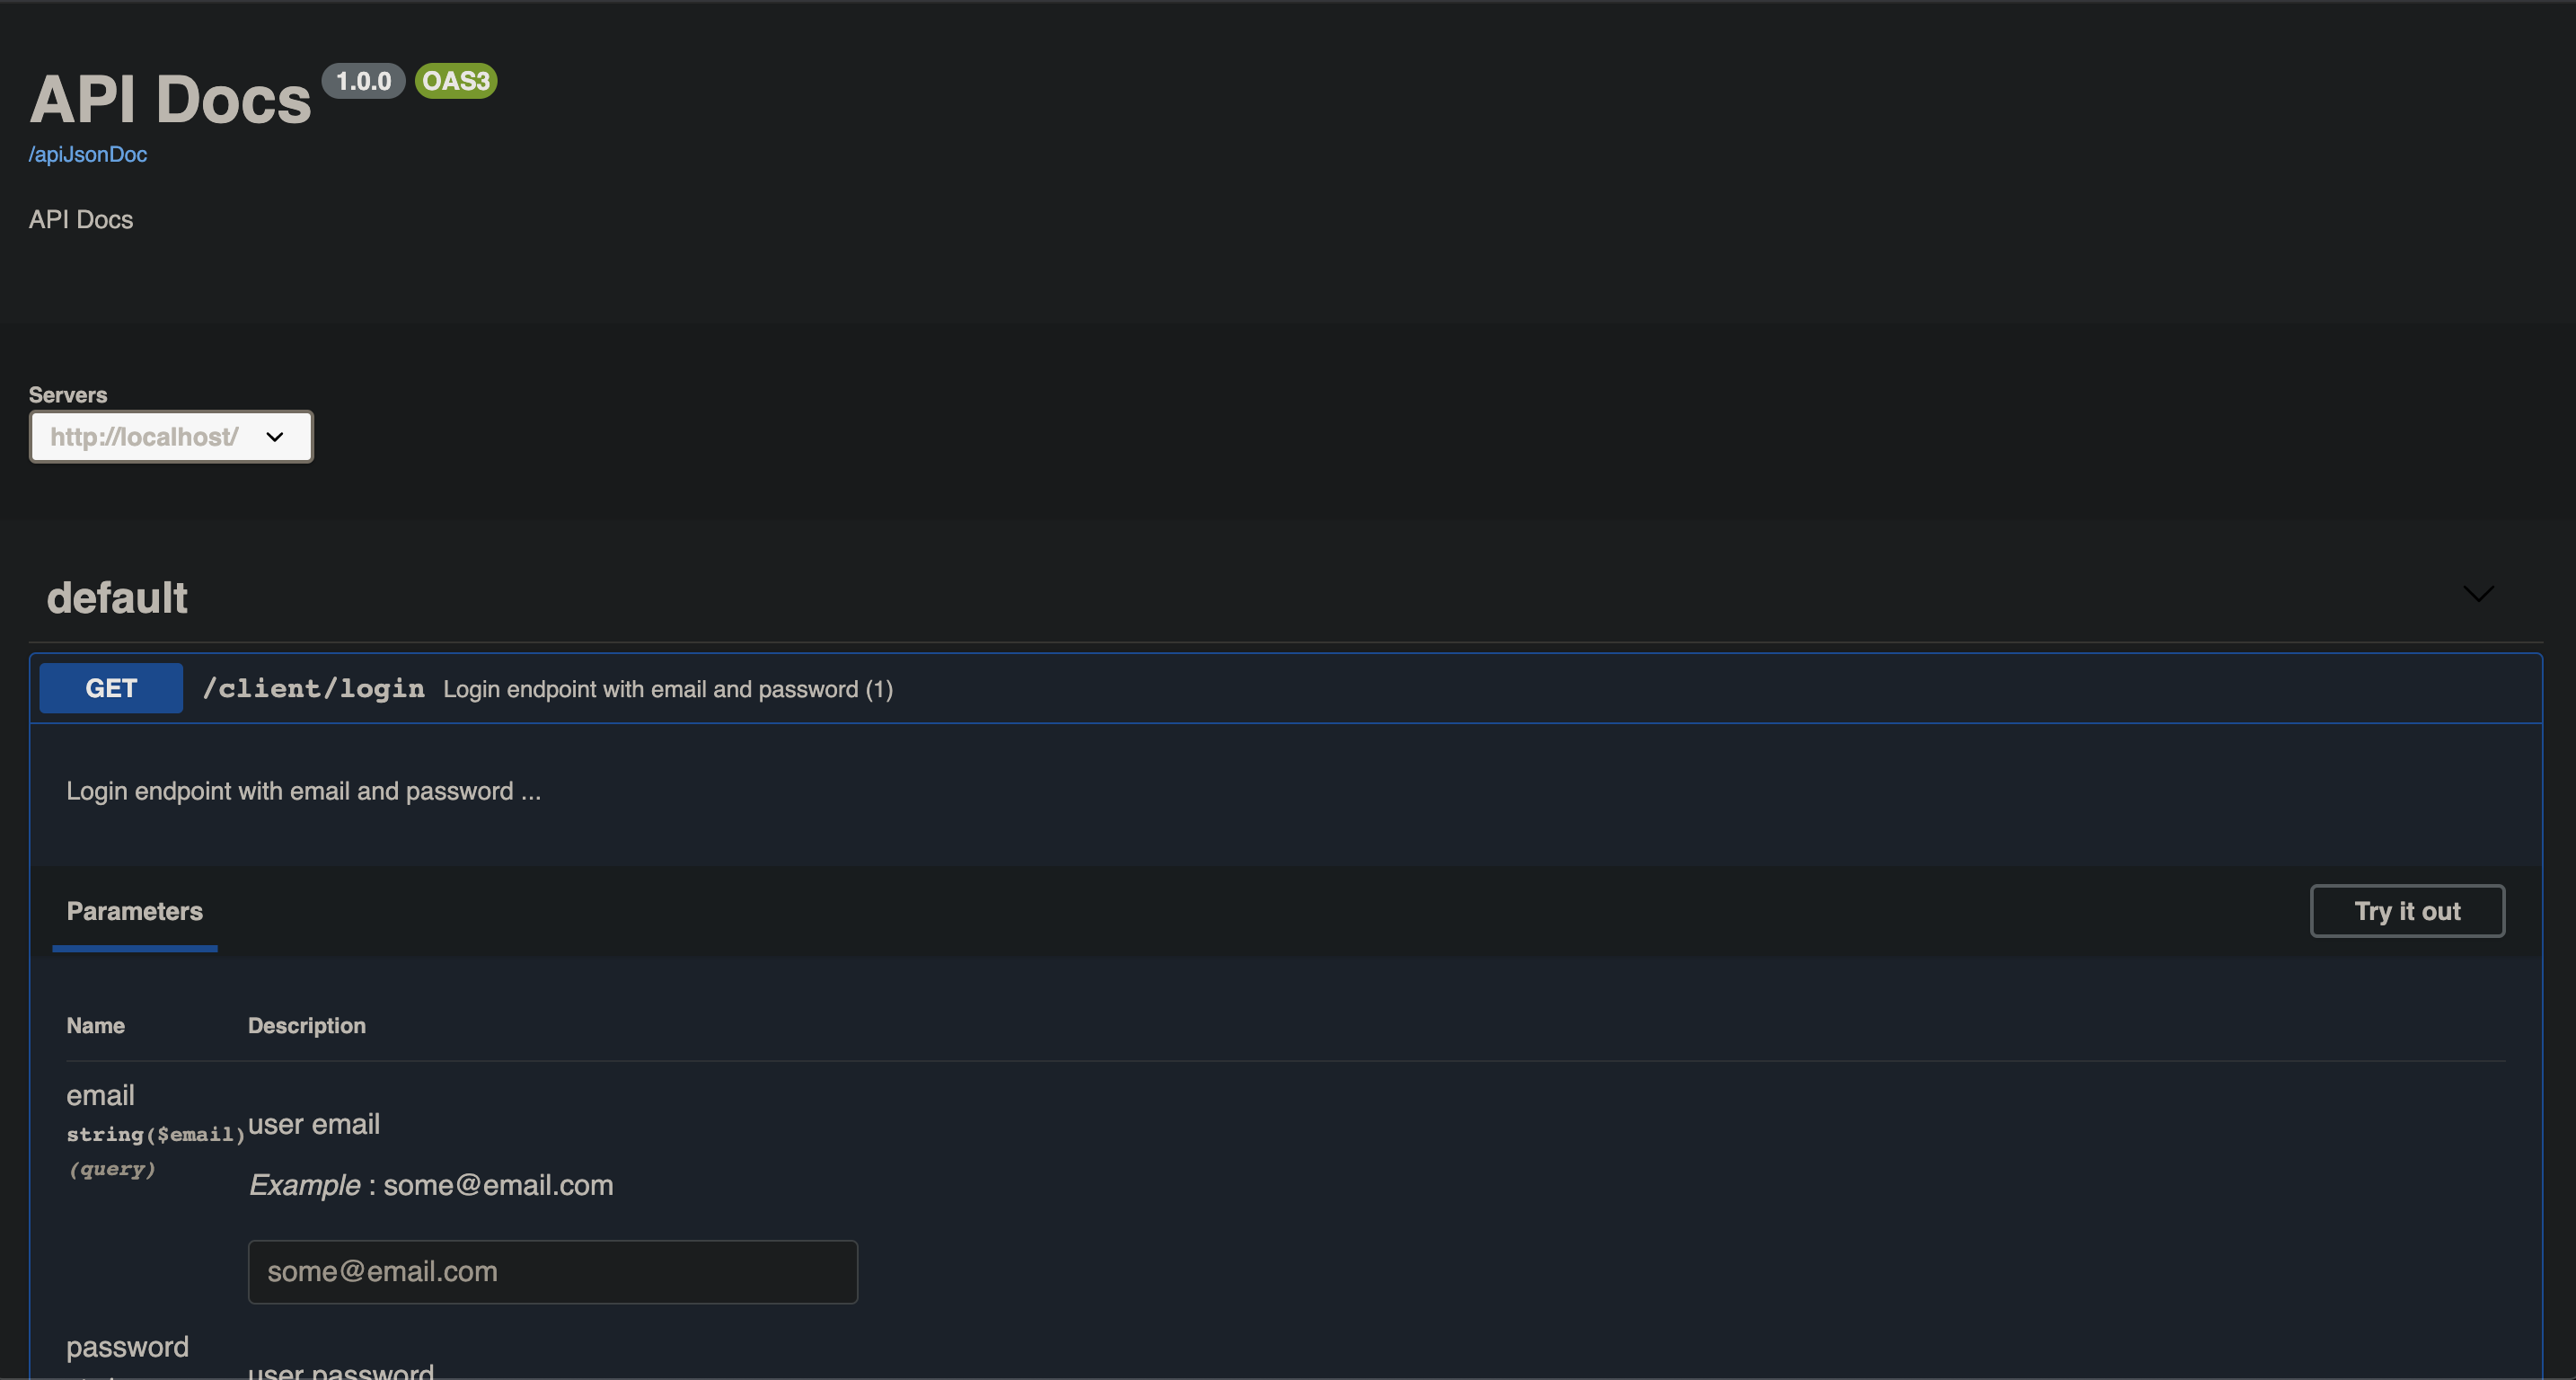 API Docs 1.0.0 OAS3
/apiJsonDoc
API Docs
Servers
http://localhost/
default
GET /client/login Login endpoint with email and password (1)
Login endpoint with email and password ...
Parameters Try it out
Name Description
email
string($email)
(query)
user email
Example : some@email.com
some@email.com
password
user password